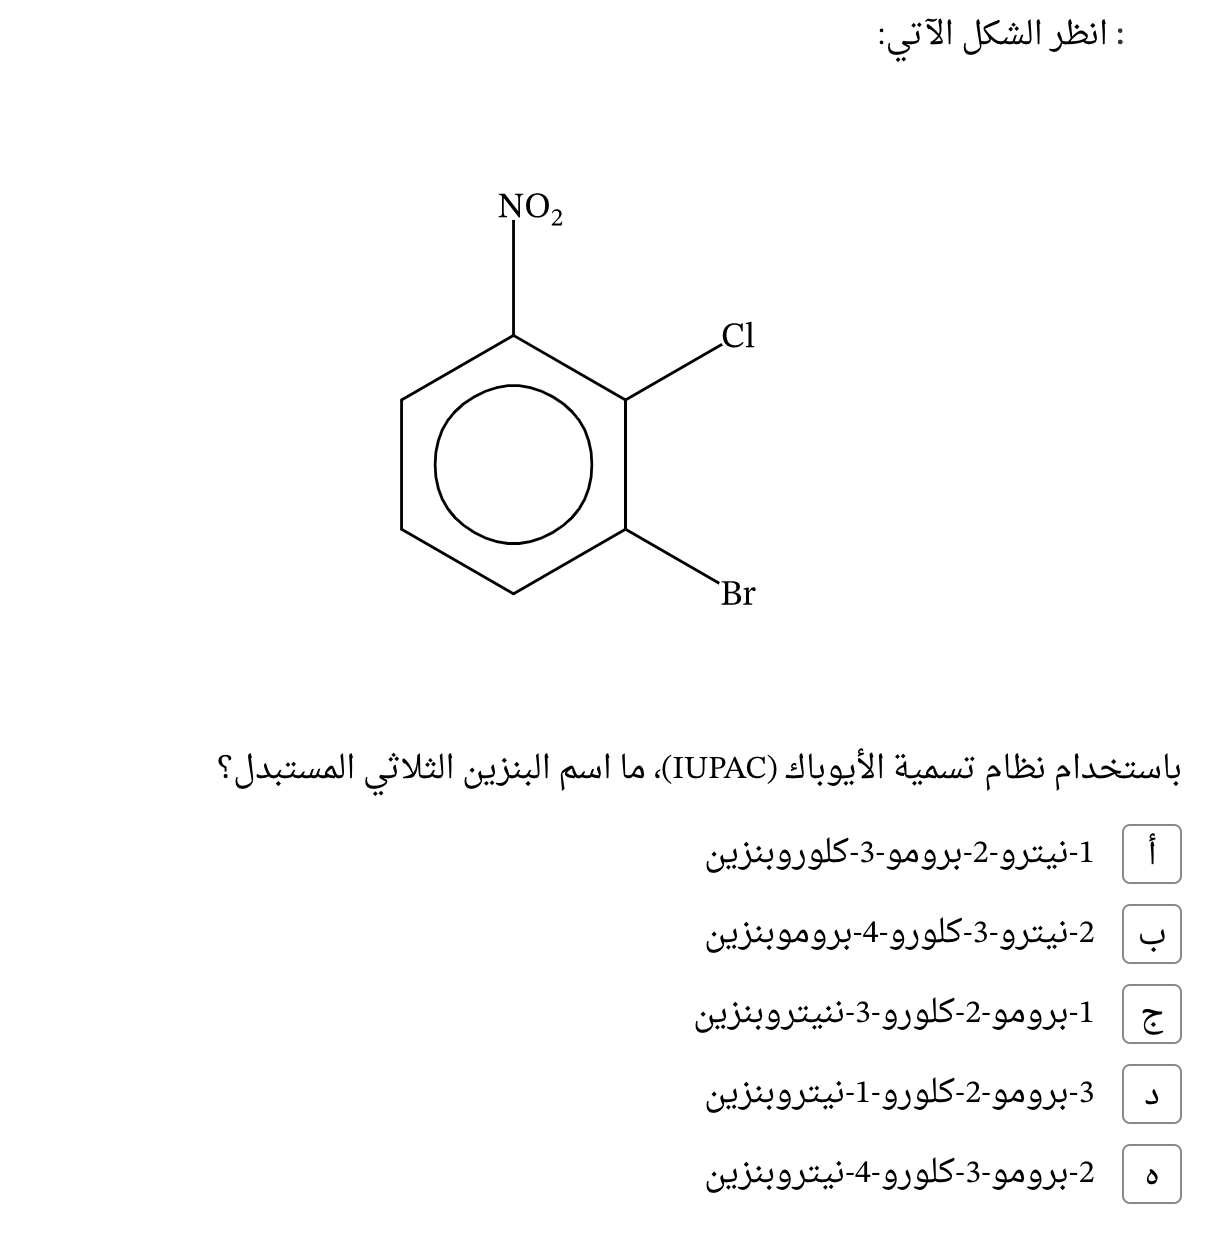 : انظر الشكل الآتي:
NO₂
Cl
Br
باستخدام نظام تسمية الأيوباك (IUPAC)، ما اسم البنزين الثلاثي المستبدل؟
أ 1-نيترو-2-برومو-3-كلوروبنزين
ب 2-نيترو-3-كلورو-4-بروموبنزين
ج 1-برومو-2-كلورو-3-ننيتروبنزين
د 3-برومو-2-كلورو-1-نيتروبنزين
ه 2-برومو-3-كلورو-4-نيتروبنزين